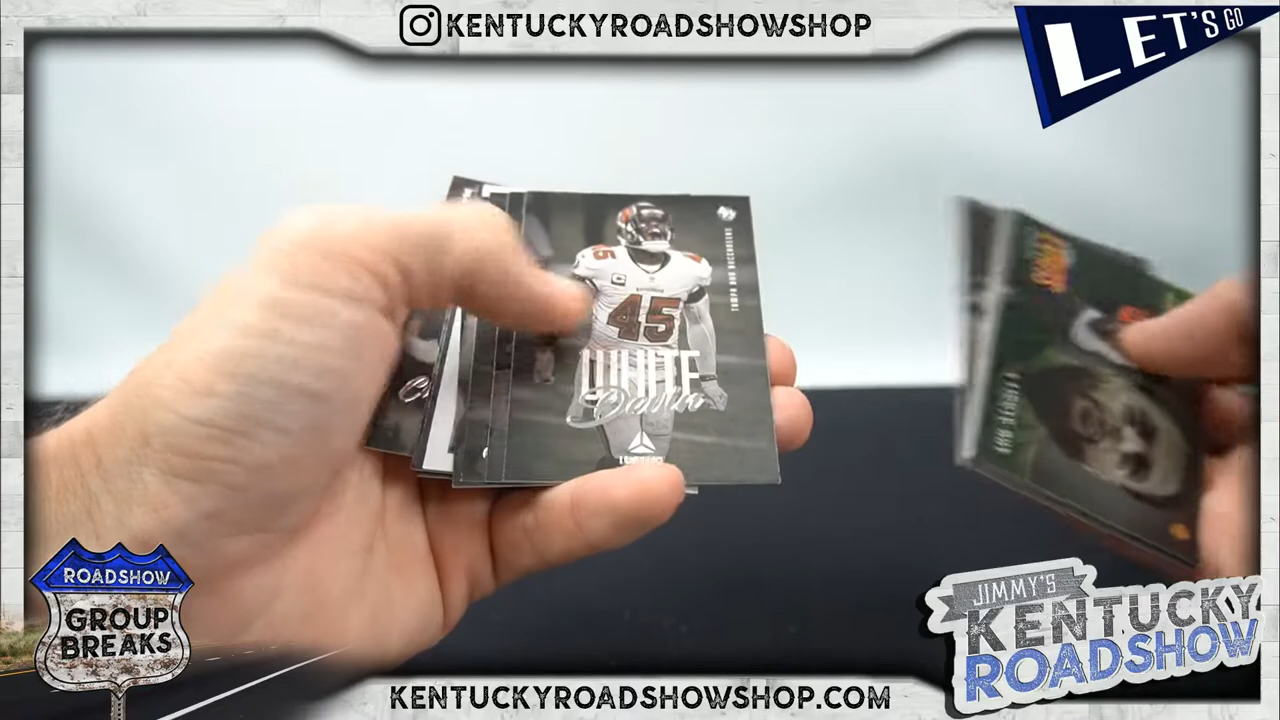 KENTUCKYROADSHOWSHOP
LET'S GO
TAMPA BAY BUCCANEERS
45
45
WHITE
Devin
ROADSHOW
GROUP
BREAKS
JIMMY'S
KENTUCKY
ROADSHOW
KENTUCKYROADSHOWSHOP.COM